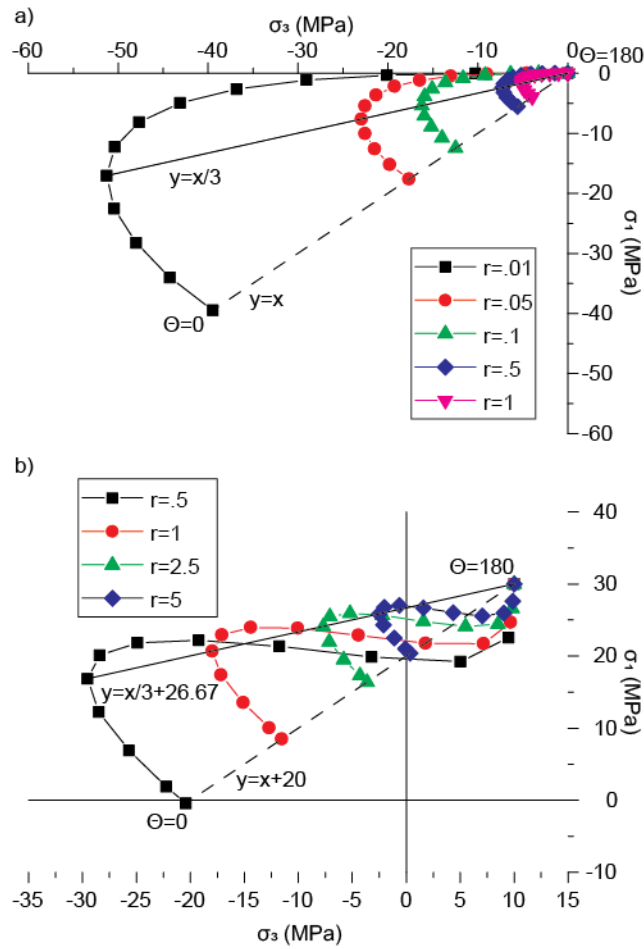 a)
σ₃ (MPa)
-60 -50 -40 -30 -20 -10 0
Θ=180
0
-10
-20
-30
-40
-50
-60
σ₁ (MPa)
y=x/3
y=x
Θ=0
r=.01
r=.05
r=.1
r=.5
r=1
b)
r=.5
r=1
r=2.5
r=5
Θ=180
40
30
20
10
0
-10
σ₁ (MPa)
y=x/3+26.67
y=x+20
Θ=0
-35 -30 -25 -20 -15 -10 -5 0 5 10 15
σ₃ (MPa)